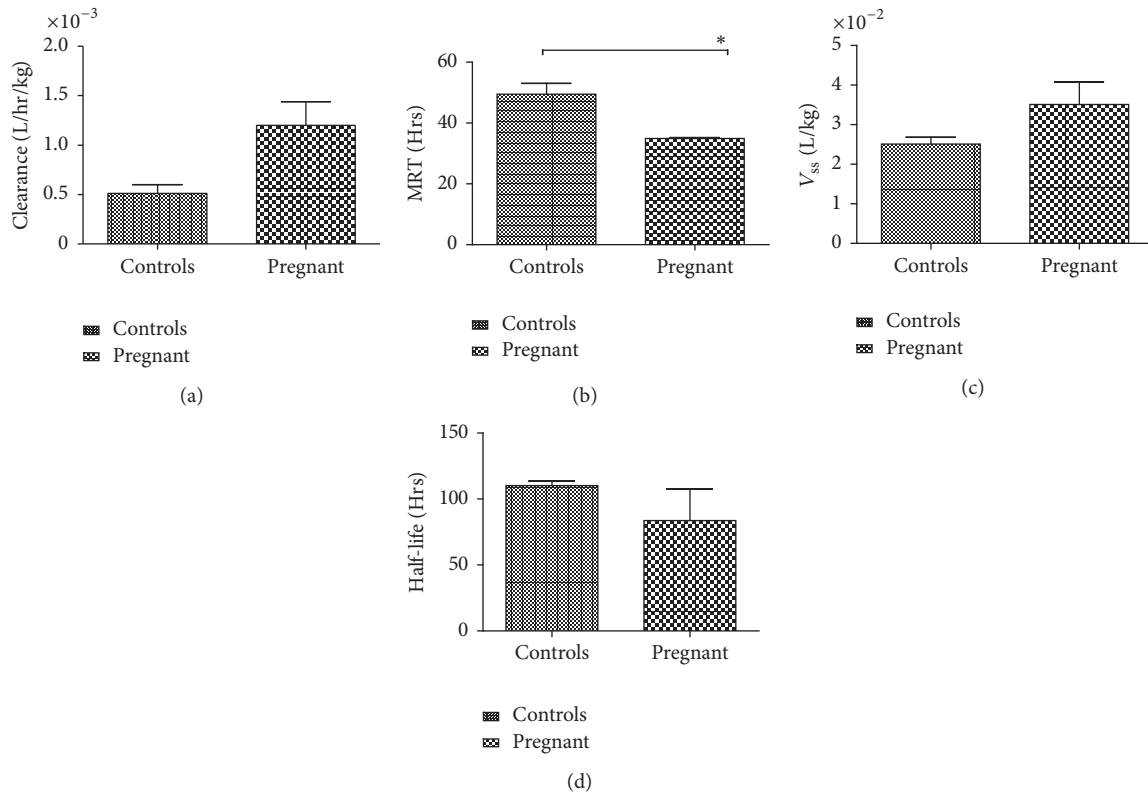 ×10⁻³
2.0
1.5
1.0
0.5
0
Clearance (L/hr/kg)
Controls Pregnant
Controls
Pregnant
(a)
*
60
40
20
0
MRT (Hrs)
Controls Pregnant
Controls
Pregnant
(b)
×10⁻²
5
4
3
2
1
0
Vss (L/kg)
Controls Pregnant
Controls
Pregnant
(c)
150
100
50
0
Half-life (Hrs)
Controls Pregnant
Controls
Pregnant
(d)